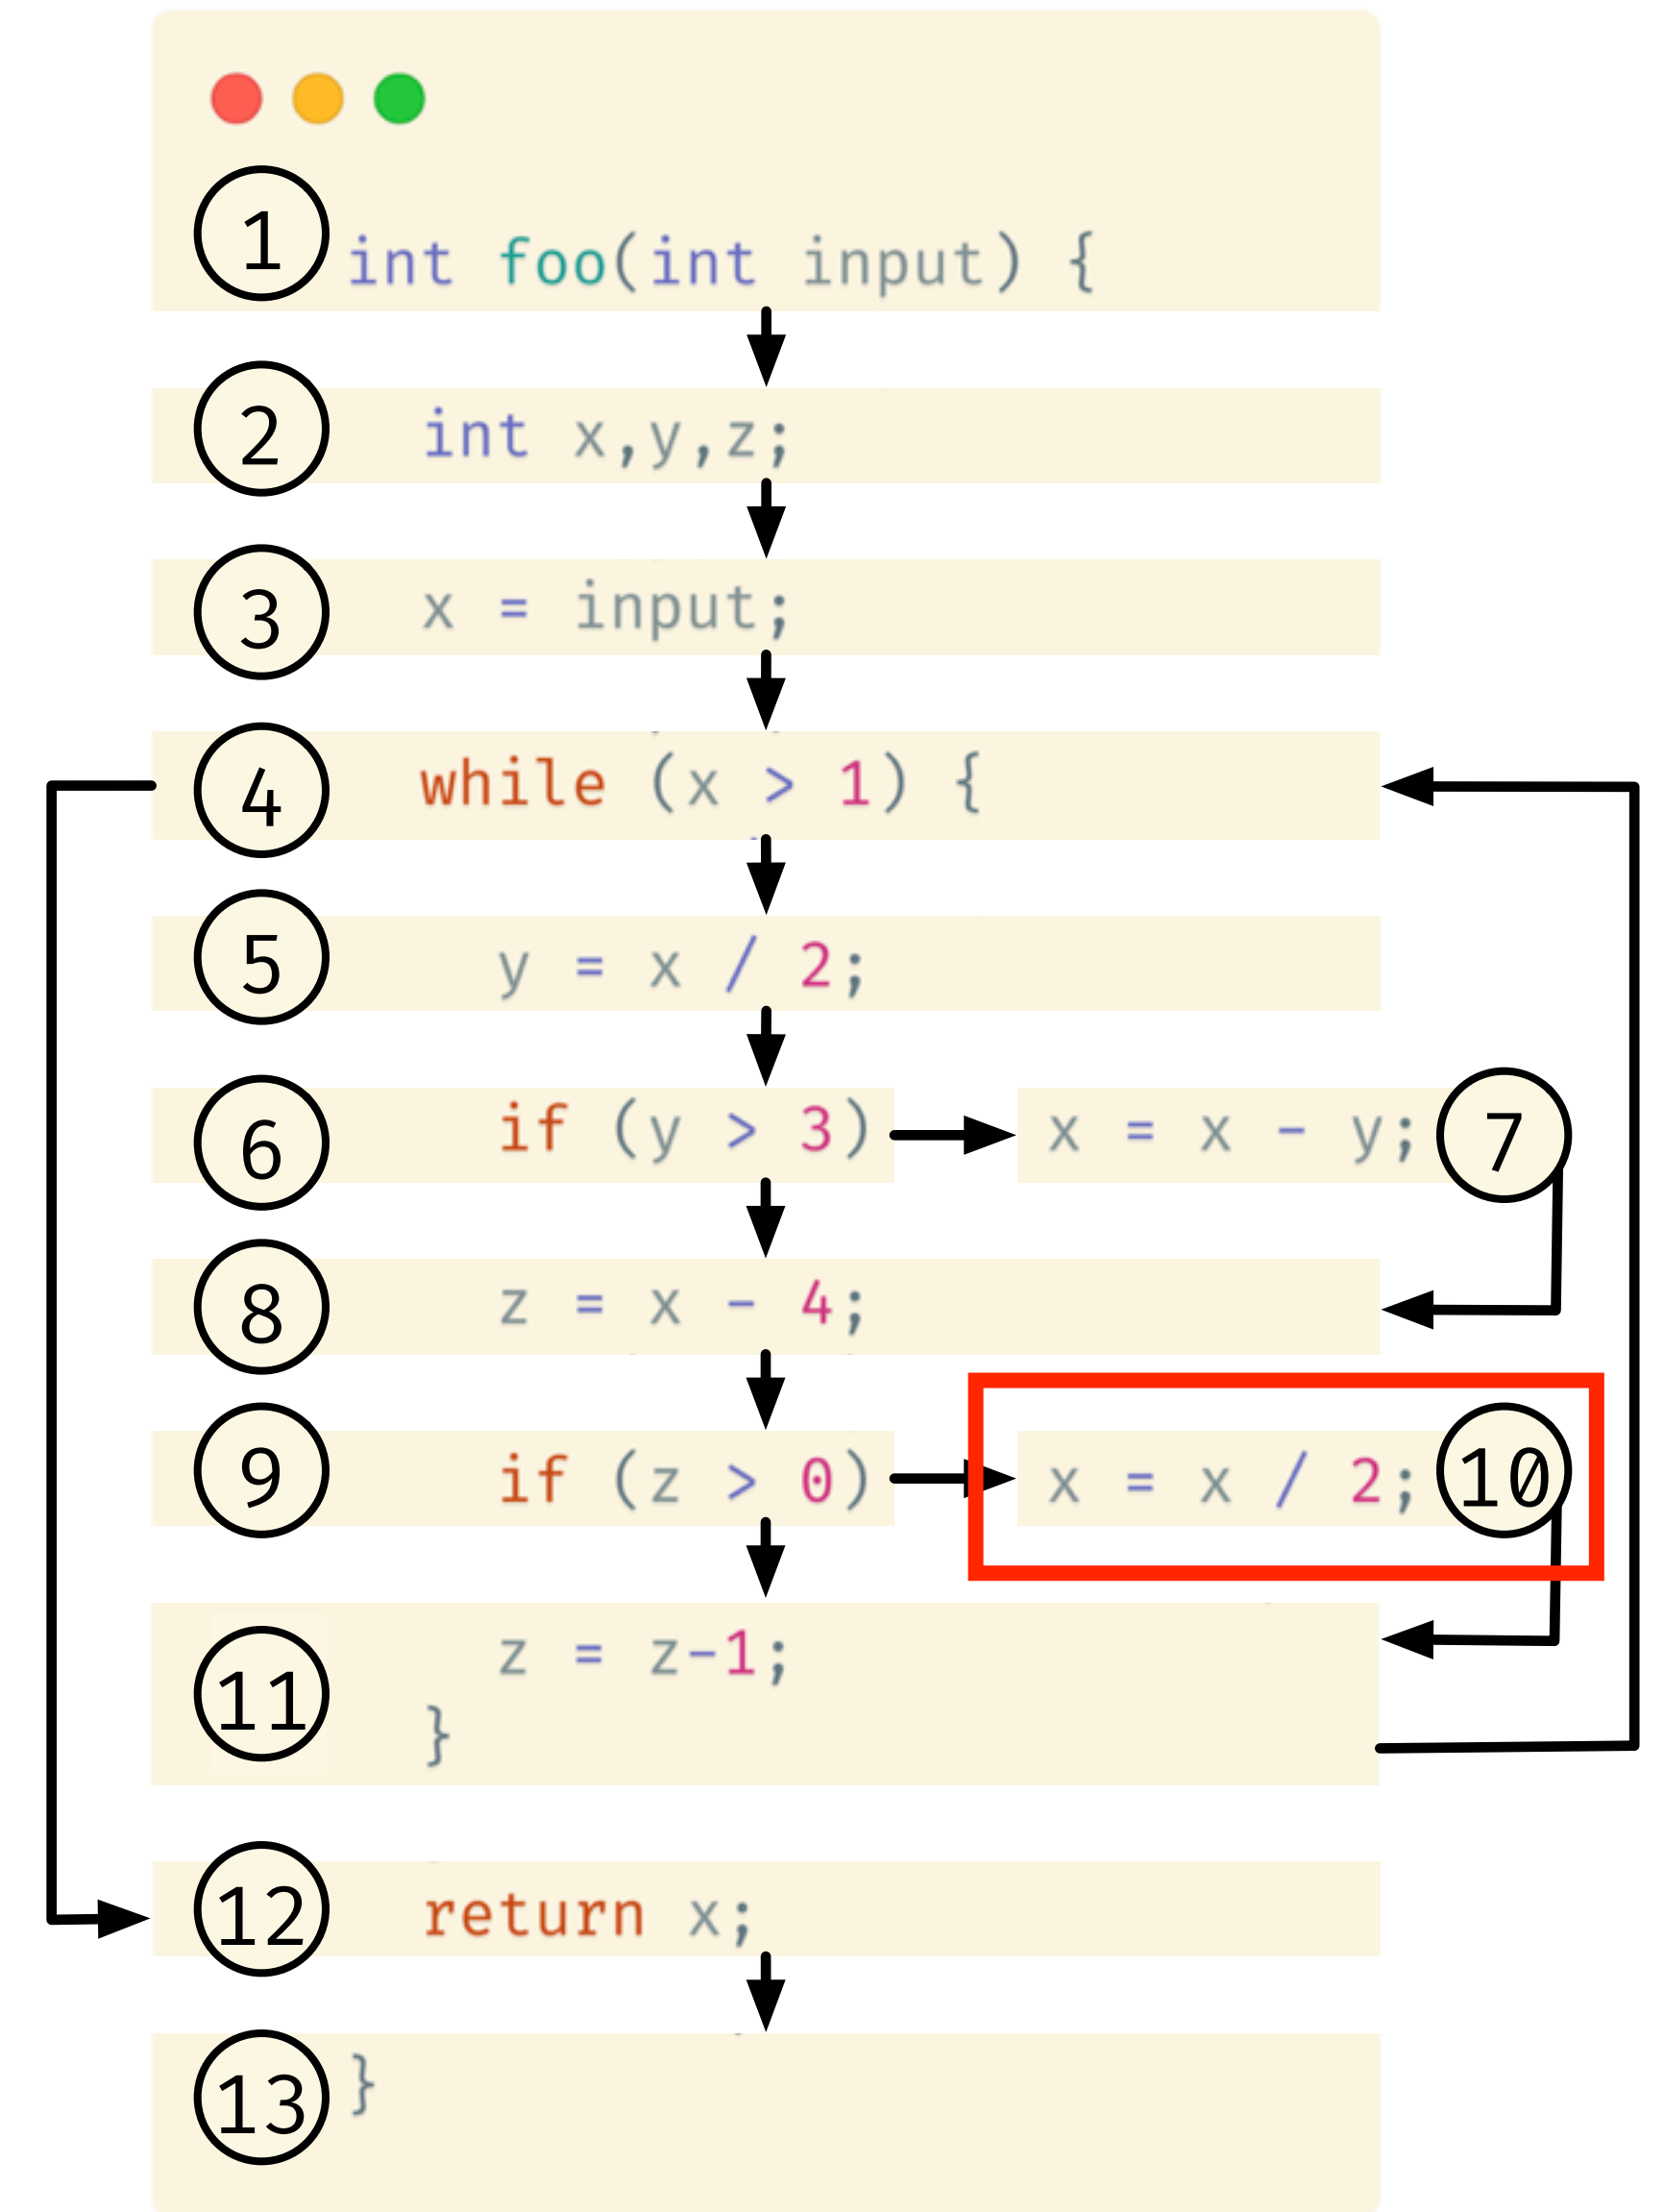 1 int foo(int input) {
2 int x,y,z;
3 x = input;
4 while (x > 1) {
5 y = x / 2;
6 if (y > 3) x = x - y; 7
8 z = x - 4;
9 if (z > 0) x = x / 2; 10
11 z = z-1;
}
12 return x;
13 }